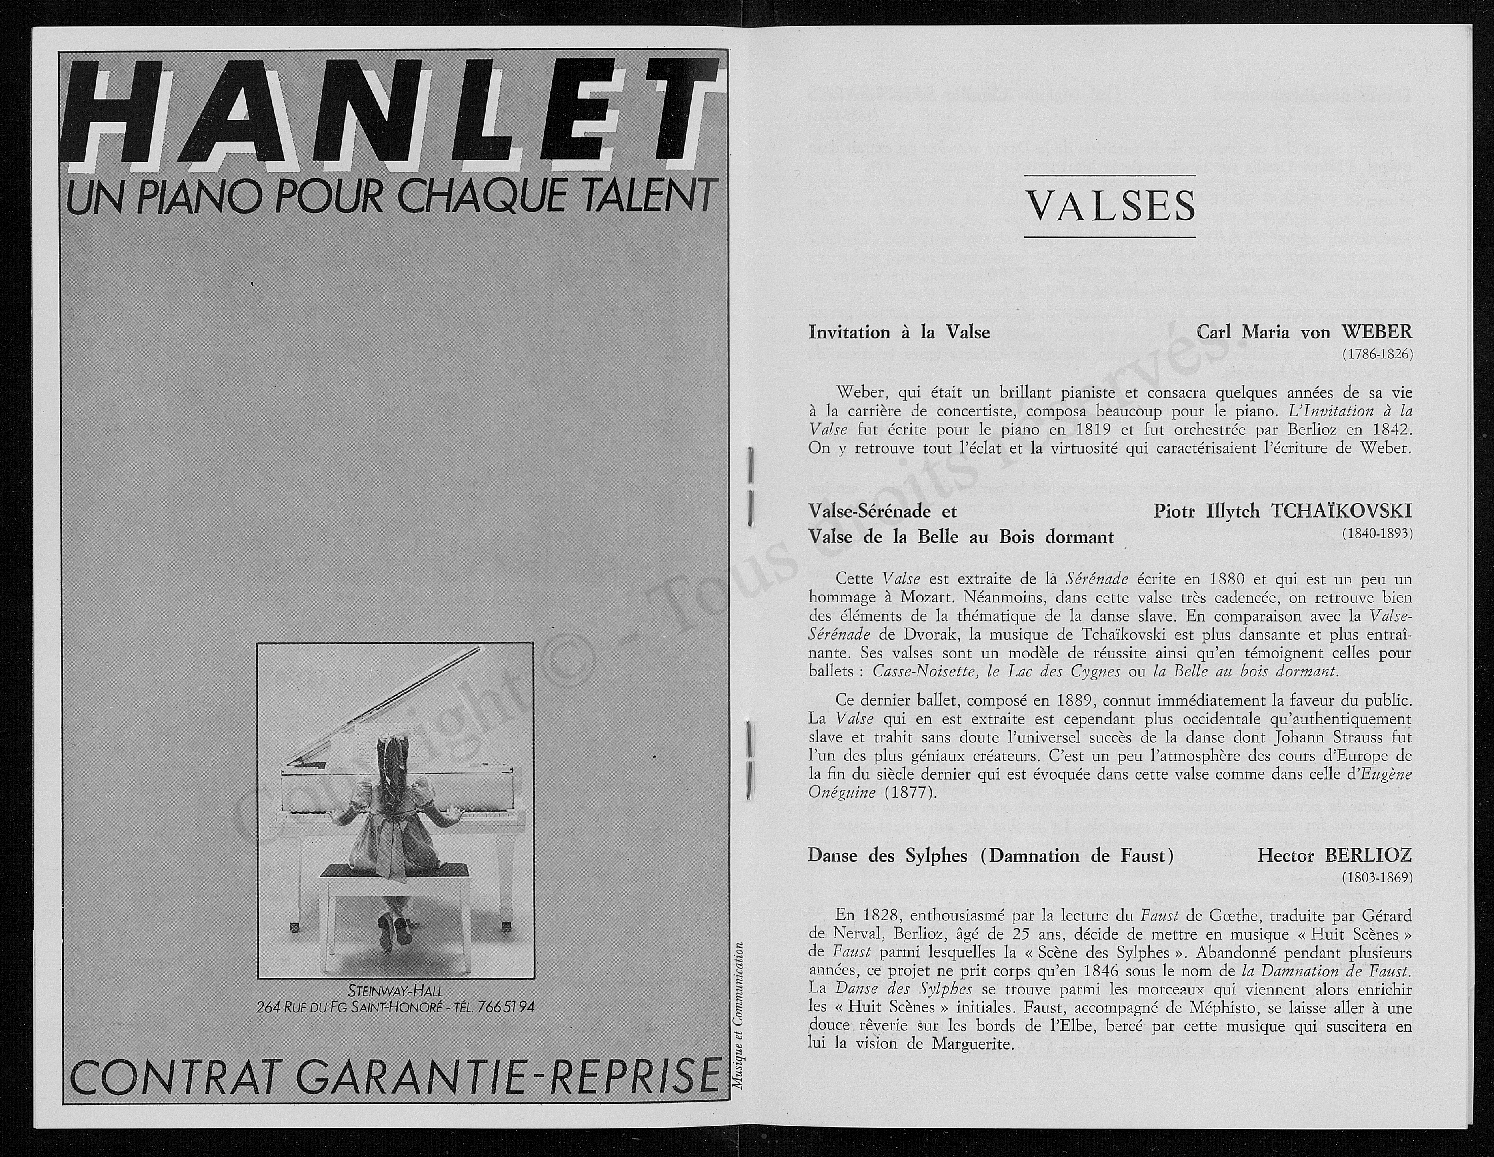 HANLET
UN PIANO POUR CHAQUE TALENT
STEINWAY-HALL
264 RUE DU FG SAINT-HONORÉ - TÉL. 766 51 94
CONTRAT GARANTIE-REPRISE
Musique et Communication
VALSES
Invitation à la Valse Carl Maria von WEBER
(1786-1826)
Weber, qui était un brillant pianiste et consacra quelques années de sa vie
à la carrière de concertiste, composa beaucoup pour le piano. L'Invitation à la
Valse fut écrite pour le piano en 1819 et fut orchestrée par Berlioz en 1842.
On y retrouve tout l'éclat et la virtuosité qui caractérisaient l'écriture de Weber.
Valse-Sérénade et Piotr Illytch TCHAÏKOVSKI
Valse de la Belle au Bois dormant (1840-1893)
Cette Valse est extraite de la Sérénade écrite en 1880 et qui est un peu un
hommage à Mozart. Néanmoins, dans cette valse très cadencée, on retrouve bien
des éléments de la thématique de la danse slave. En comparaison avec la Valse-
Sérénade de Dvorak, la musique de Tchaïkovski est plus dansante et plus entraî-
nante. Ses valses sont un modèle de réussite ainsi qu'en témoignent celles pour
ballets : Casse-Noisette, le Lac des Cygnes ou la Belle au bois dormant.
Ce dernier ballet, composé en 1889, connut immédiatement la faveur du public.
La Valse qui en est extraite est cependant plus occidentale qu'authentiquement
slave et trahit sans doute l'universel succès de la danse dont Johann Strauss fut
l'un des plus géniaux créateurs. C'est un peu l'atmosphère des cours d'Europe de
la fin du siècle dernier qui est évoquée dans cette valse comme dans celle d'Eugène
Onéguine (1877).
Danse des Sylphes (Damnation de Faust) Hector BERLIOZ
(1803-1869)
En 1828, enthousiasmé par la lecture du Faust de Gœthe, traduite par Gérard
de Nerval, Berlioz, âgé de 25 ans, décide de mettre en musique « Huit Scènes »
de Faust parmi lesquelles la « Scène des Sylphes ». Abandonné pendant plusieurs
années, ce projet ne prit corps qu'en 1846 sous le nom de la Damnation de Faust.
La Danse des Sylphes se trouve parmi les morceaux qui viennent alors enrichir
les « Huit Scènes » initiales. Faust, accompagné de Méphisto, se laisse aller à une
douce rêverie sur les bords de l'Elbe, bercé par cette musique qui suscitera en
lui la vision de Marguerite.
Copyright © - Tous droits réservés.